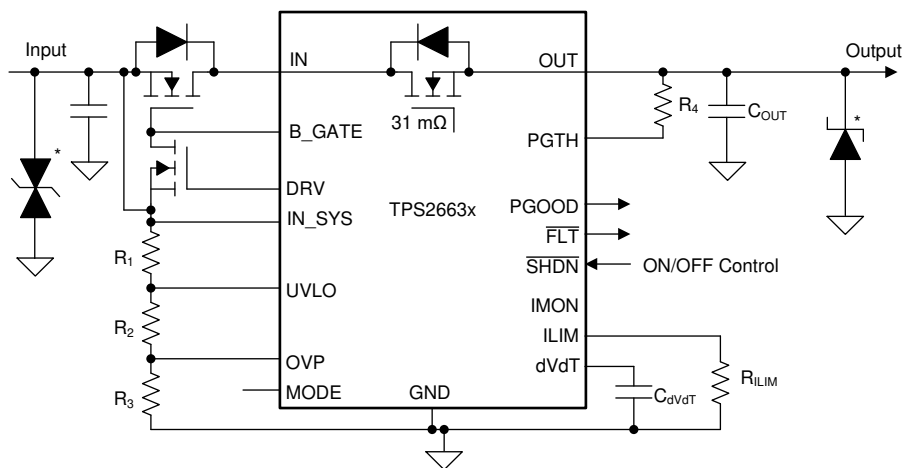 Input
IN
OUT
Output
31 mΩ
R4
COUT
*
*
B_GATE
PGTH
DRV
TPS2663x
PGOOD
IN_SYS
FLT
R1
SHDN
ON/OFF Control
UVLO
IMON
R2
ILIM
OVP
dVdT
RILIM
R3
MODE
GND
CdVdT